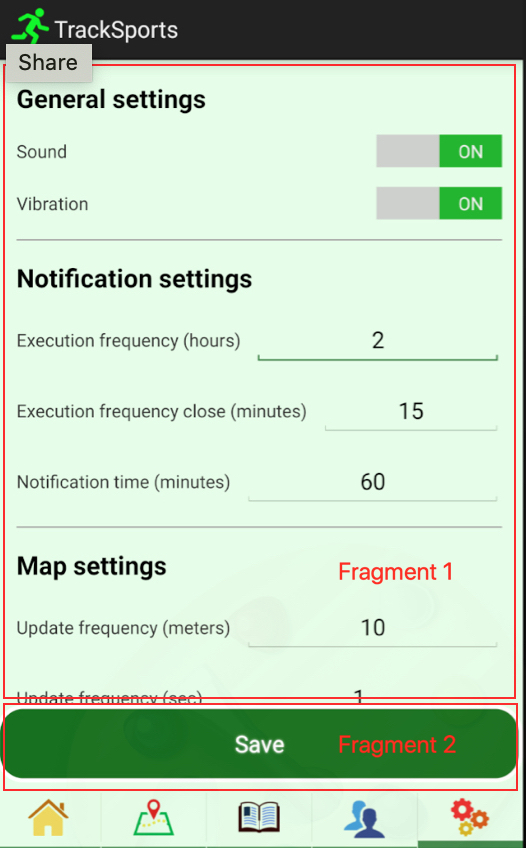 TrackSports
Share
General settings
Sound ON
Vibration ON
Notification settings
Execution frequency (hours) 2
Execution frequency close (minutes) 15
Notification time (minutes) 60
Map settings
Fragment 1
Update frequency (meters) 10
Update frequency (sec) 1
Save Fragment 2